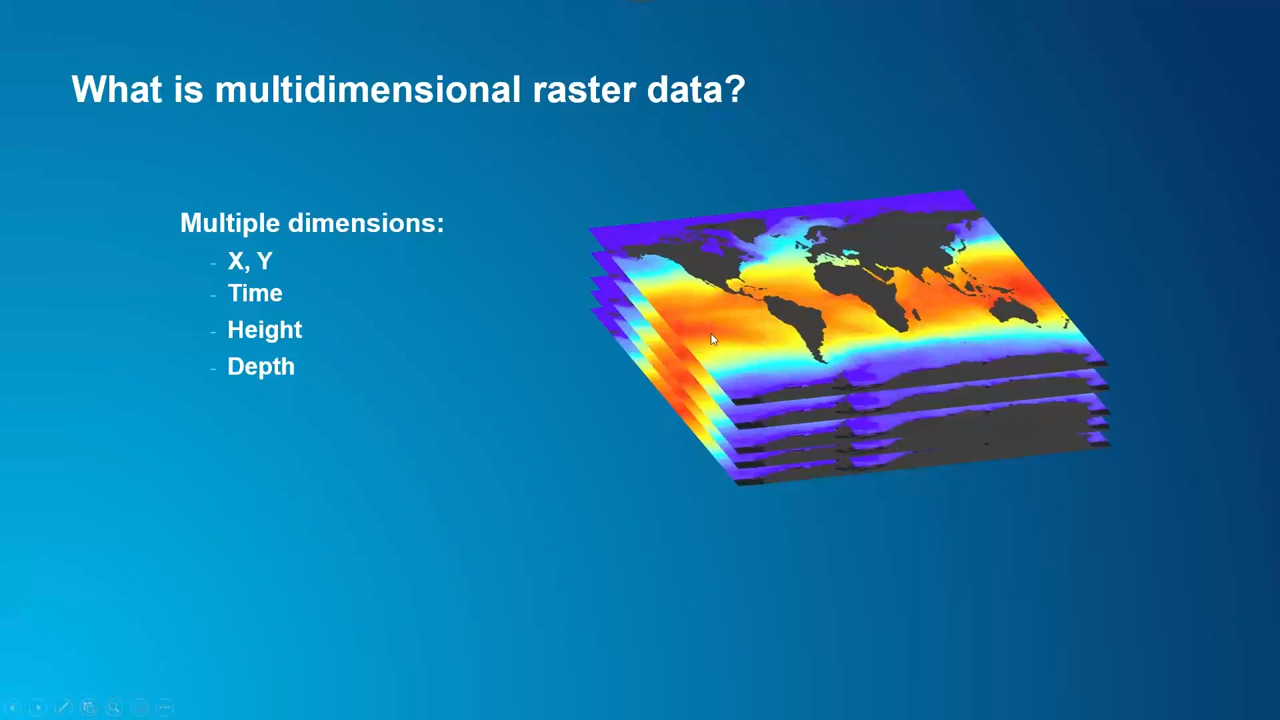 What is multidimensional raster data?
Multiple dimensions:
- X, Y
- Time
- Height
- Depth